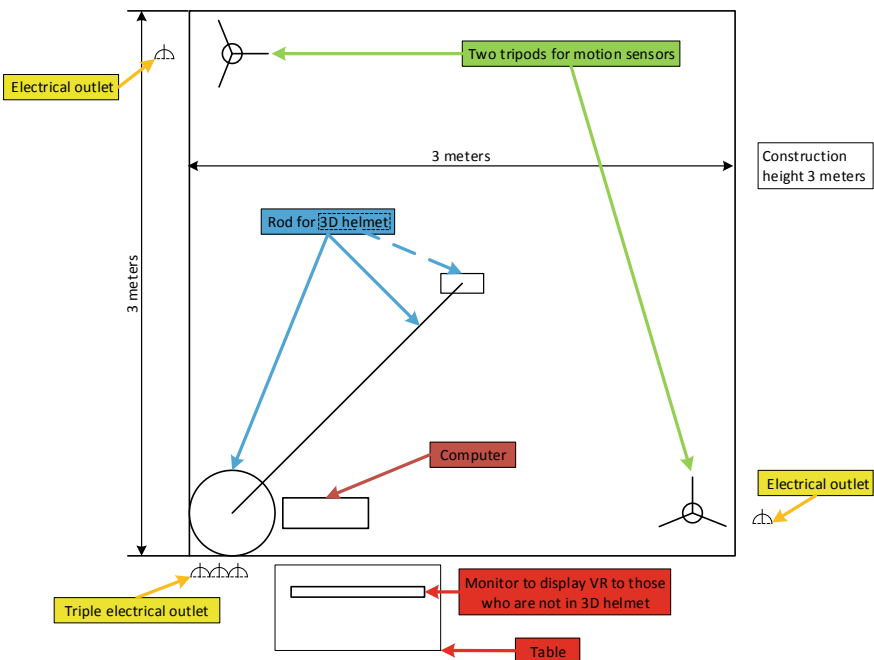 Two tripods for motion sensors
Electrical outlet
3 meters
Construction
height 3 meters
Rod for 3D helmet
3 meters
Computer
Electrical outlet
Monitor to display VR to those
who are not in 3D helmet
Triple electrical outlet
Table